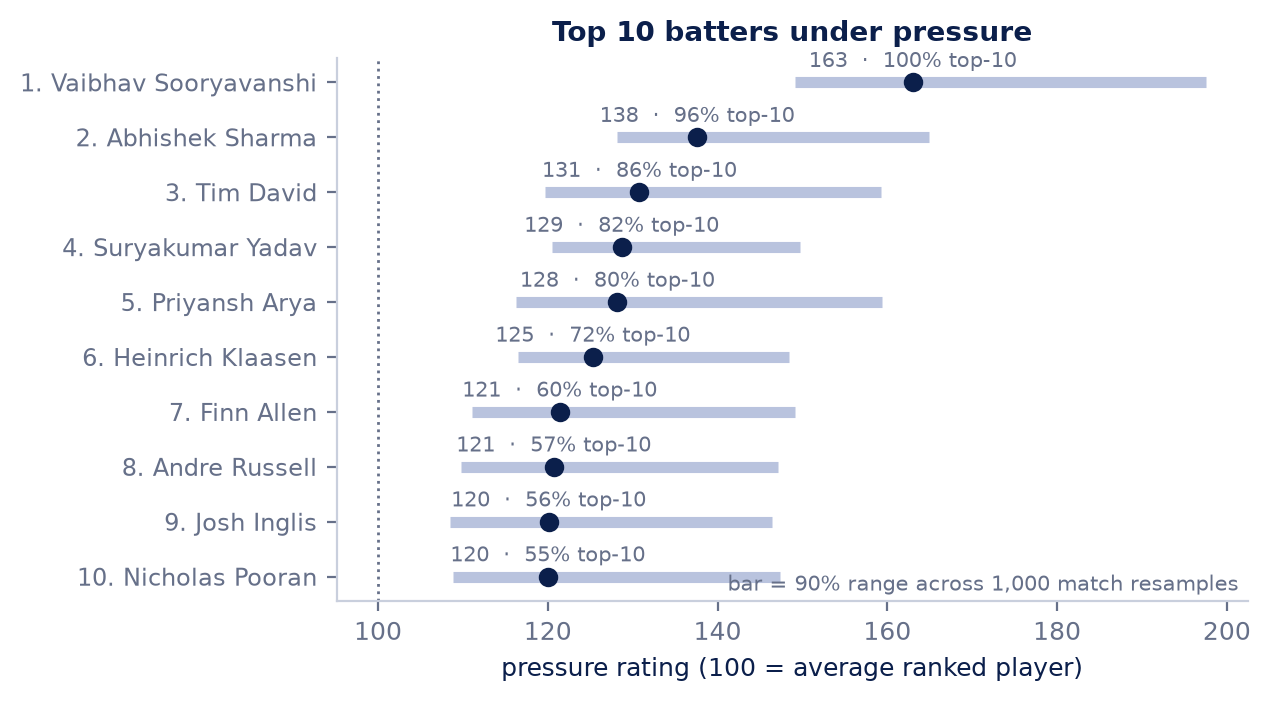 Top 10 batters under pressure
163 · 100% top-10
1. Vaibhav Sooryavanshi
138 · 96% top-10
2. Abhishek Sharma
131 · 86% top-10
3. Tim David
129 · 82% top-10
4. Suryakumar Yadav
128 · 80% top-10
5. Priyansh Arya
125 · 72% top-10
6. Heinrich Klaasen
121 · 60% top-10
7. Finn Allen
121 · 57% top-10
8. Andre Russell
120 · 56% top-10
9. Josh Inglis
120 · 55% top-10
10. Nicholas Pooran
bar = 90% range across 1,000 match resamples
100 120 140 160 180 200
pressure rating (100 = average ranked player)